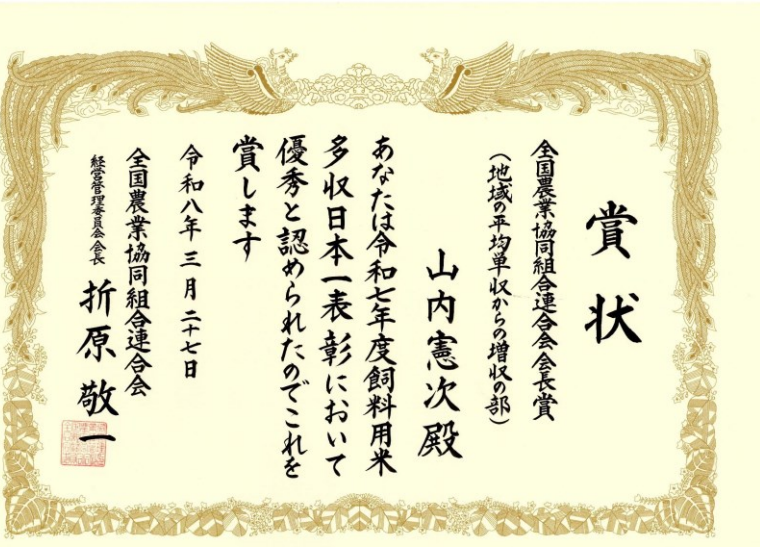 賞状
全国農業協同組合連合会会長賞
（地域の平均単収からの増収の部）
山内憲次殿
あなたは令和七年度飼料用米
多収日本一表彰において
優秀と認められたのでこれを
賞します
令和八年三月二十七日
全国農業協同組合連合会
経営管理委員会会長 折原敬一